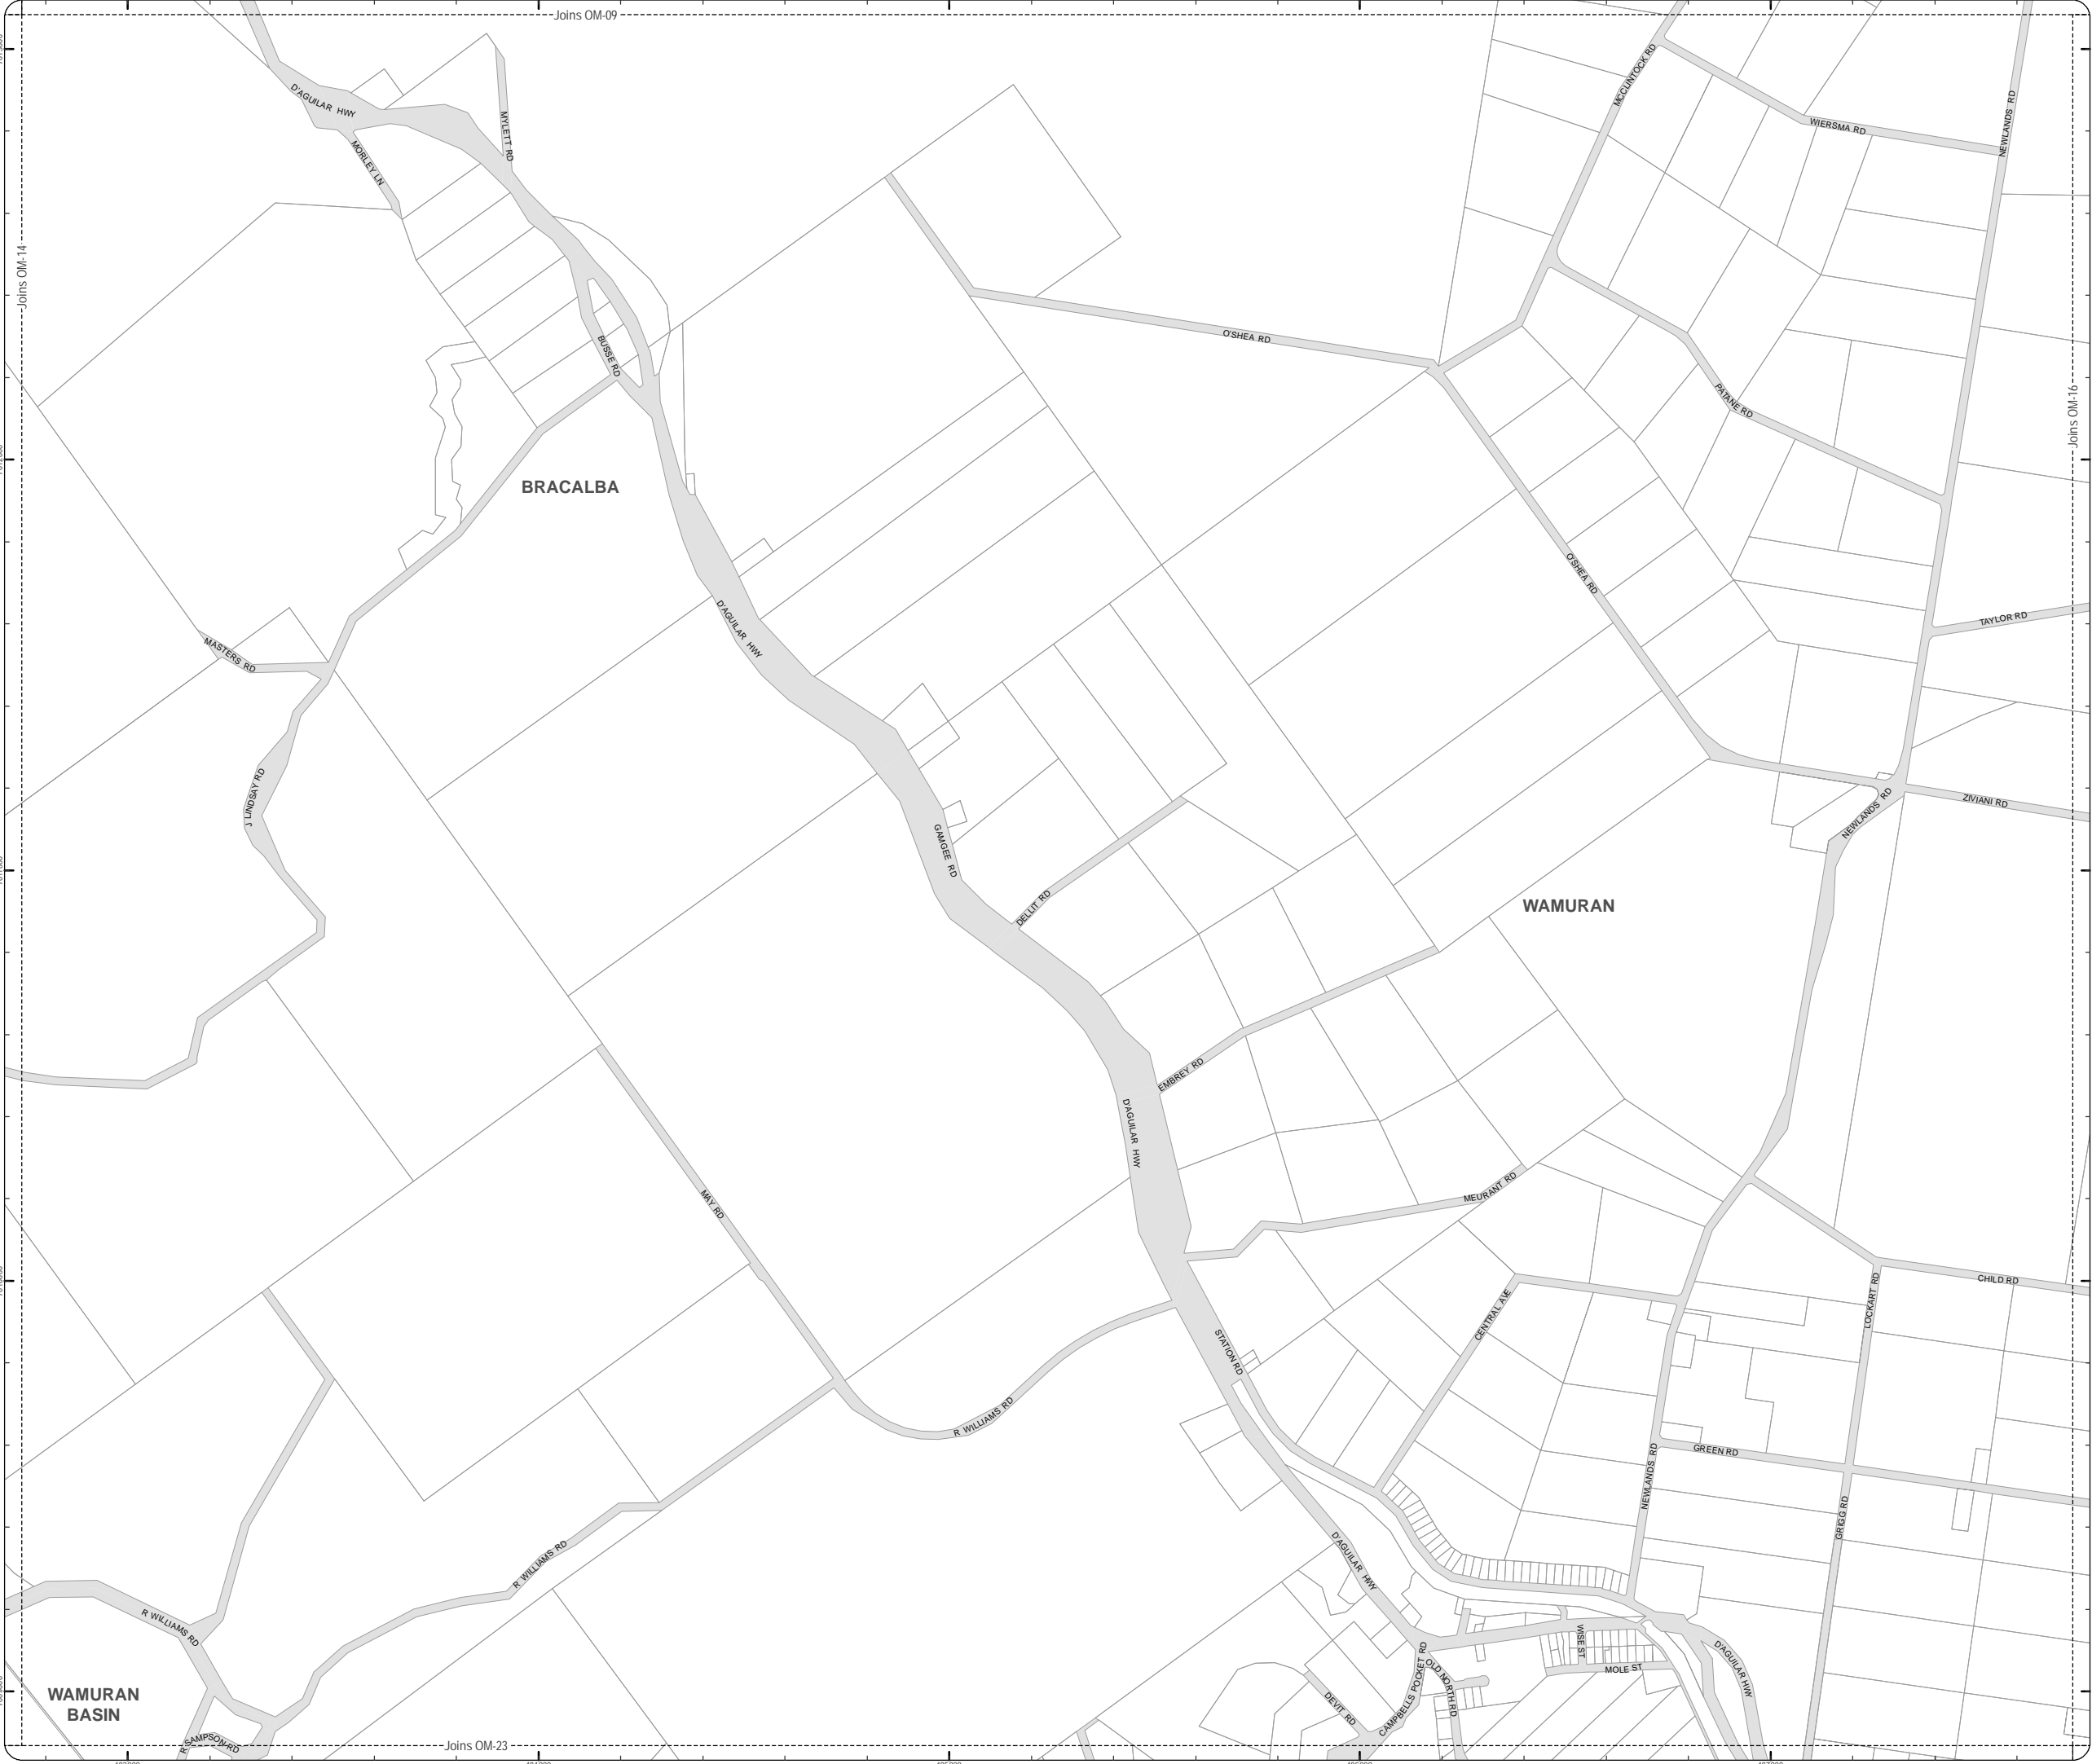 Joins OM-09
D'AGUILAR HWY
MYLETT RD
MORLEY LN
MCCLINTOCK RD
WIERSMA RD
NEWLANDS RD
Joins OM-14
Joins OM-16
O'SHEA RD
BUSSE RD
PATANE RD
BRACALBA
O'SHEA RD
TAYLOR RD
D'AGUILAR HWY
MASTERS RD
J LINDSAY RD
GAMGEE RD
NEWLANDS RD
ZIVIANI RD
DELLIT RD
WAMURAN
EMBREY RD
D'AGUILAR HWY
MAY RD
MEURANT RD
CHILD RD
LOCKART RD
CENTRAL AVE
STATION RD
R WILLIAMS RD
GREEN RD
NEWLANDS RD
GRIGG RD
R WILLIAMS RD
D'AGUILAR HWY
R WILLIAMS RD
WISE ST
MOLE ST
D'AGUILAR HWY
OLD NORTH RD
CAMPBELLS POCKET RD
DEVIT RD
WAMURAN
BASIN
R SAMPSON RD
Joins OM-23